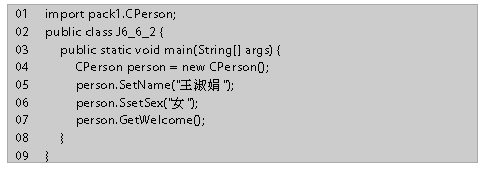 01 import pack1.CPerson;
02 public class J6_6_2 {
03 public static void main(String[] args) {
04 CPerson person = new CPerson();
05 person.SetName("王淑娟");
06 person.SsetSex("女");
07 person.GetWelcome();
08 }
09 }